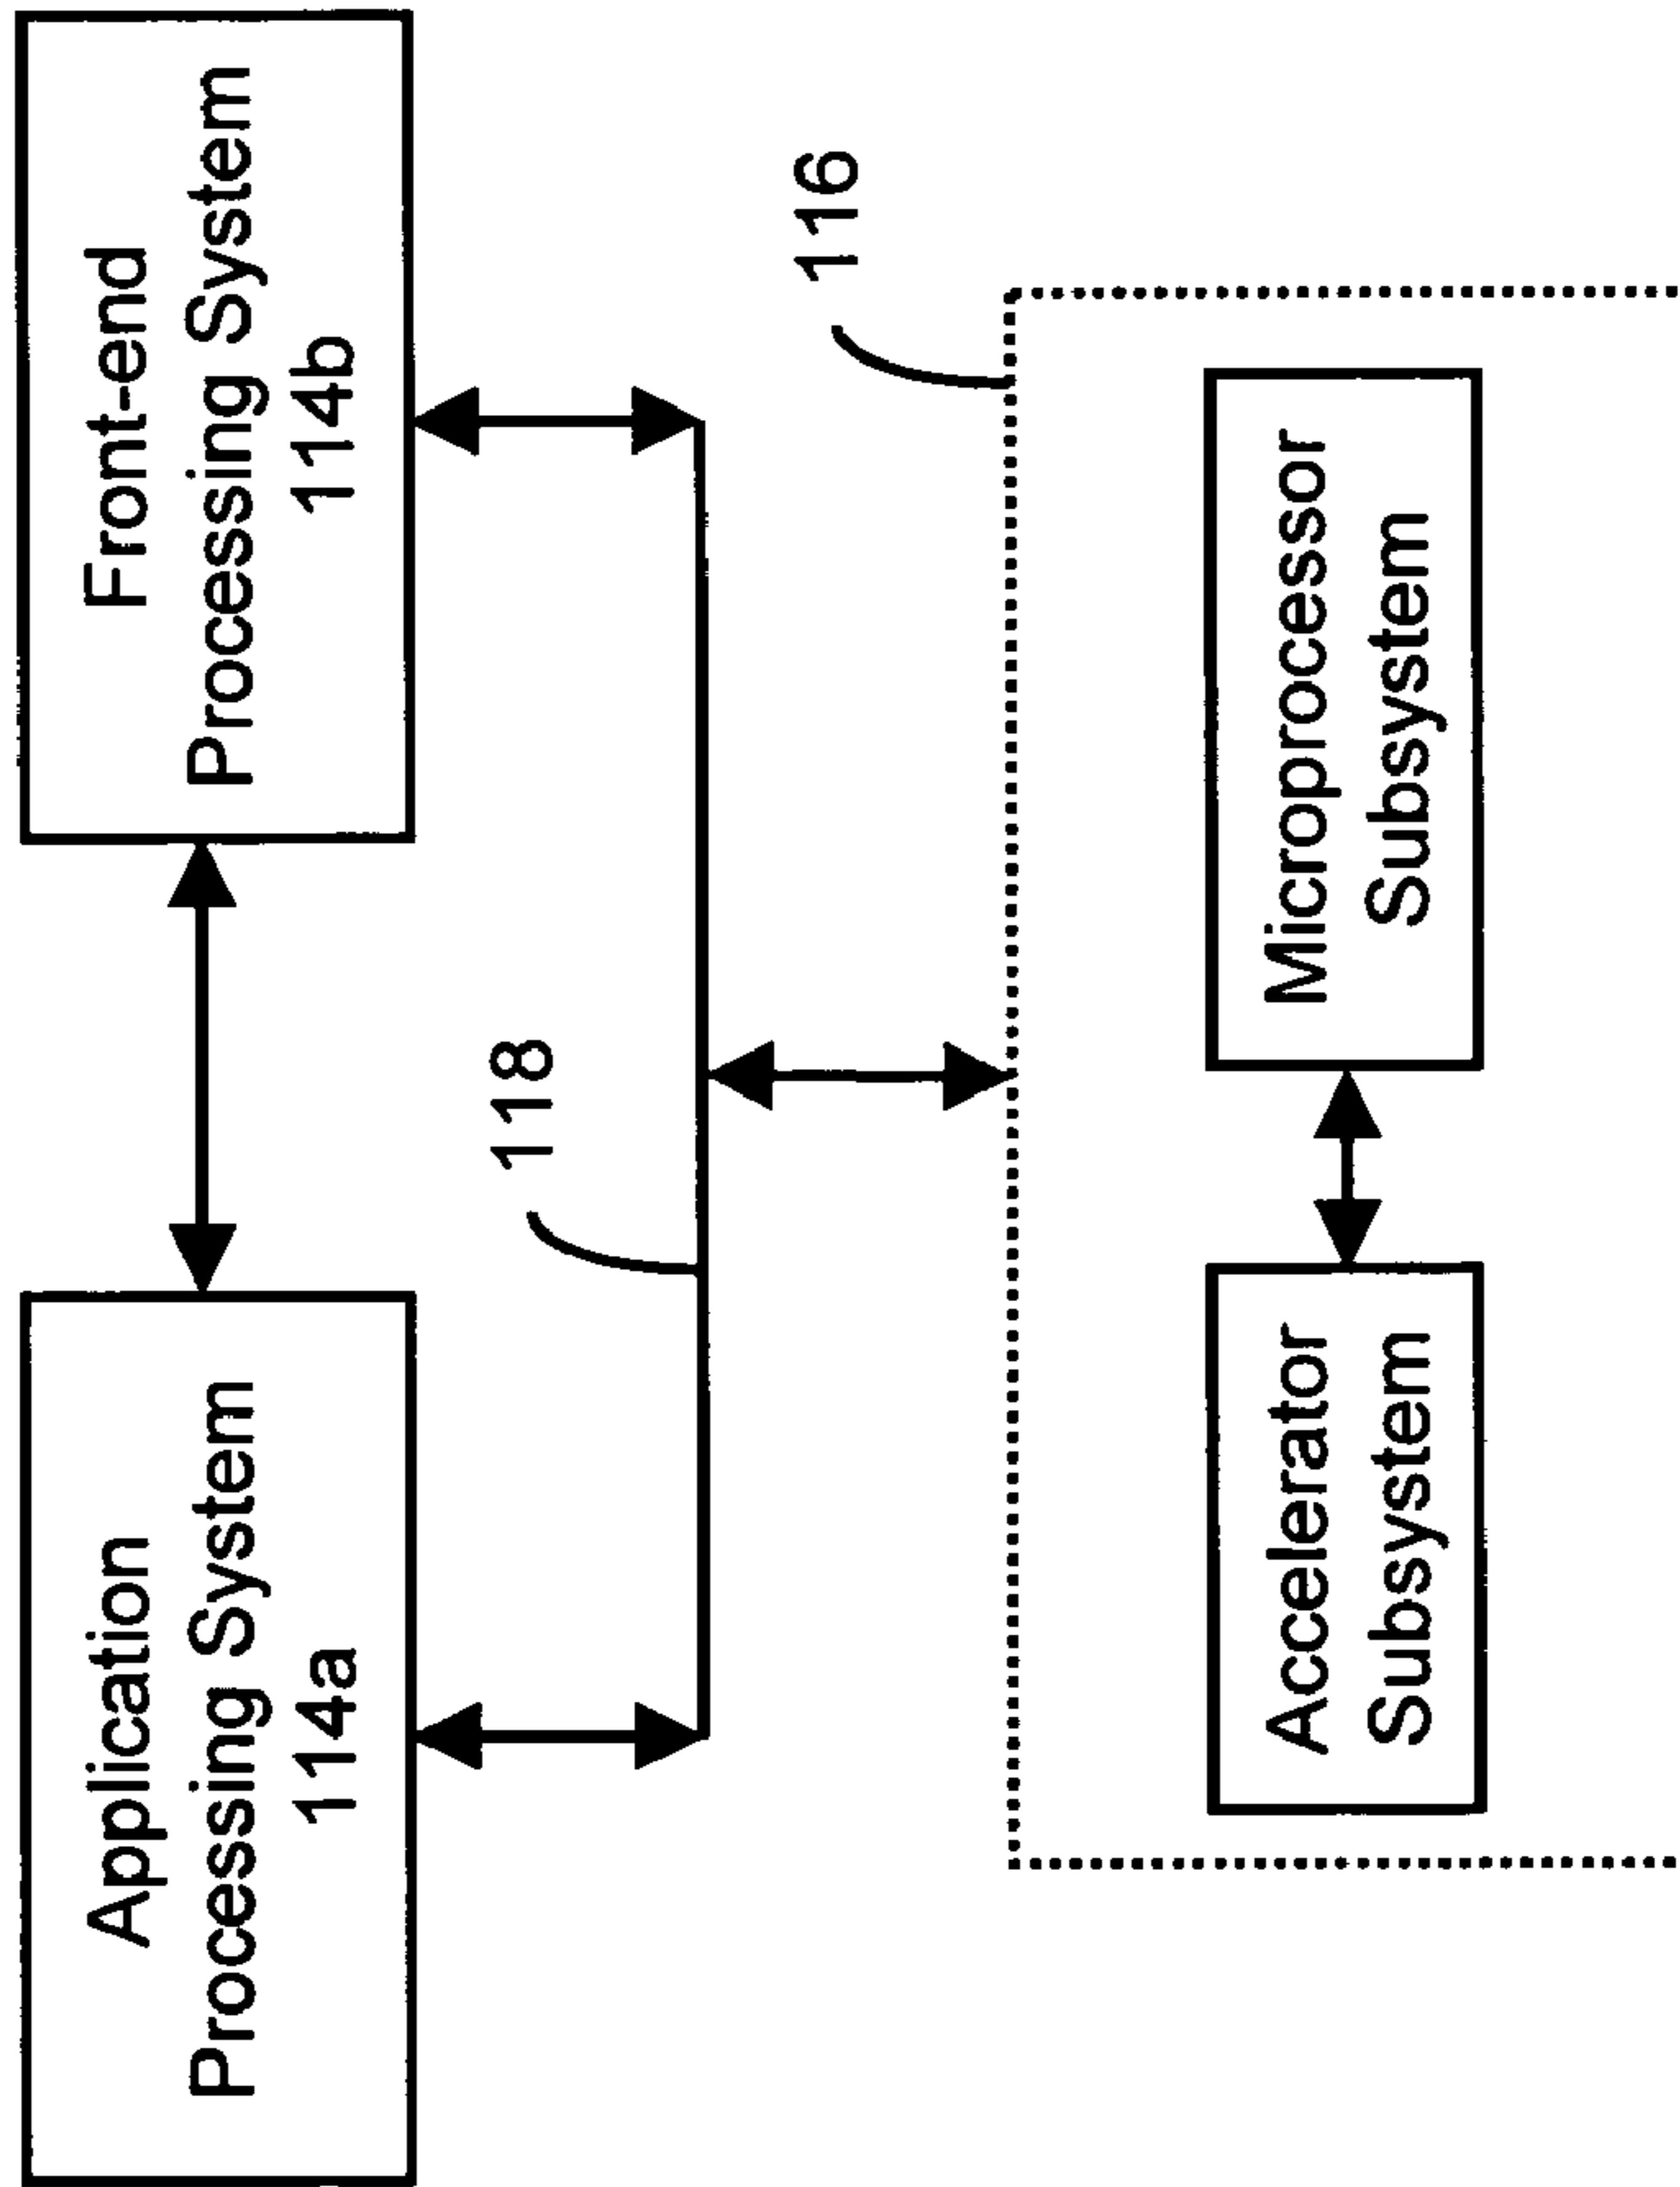 Application
Processing System
114a
Front-end
Processing System
114b
118
116
Accelerator
Subsystem
Microprocessor
Subsystem